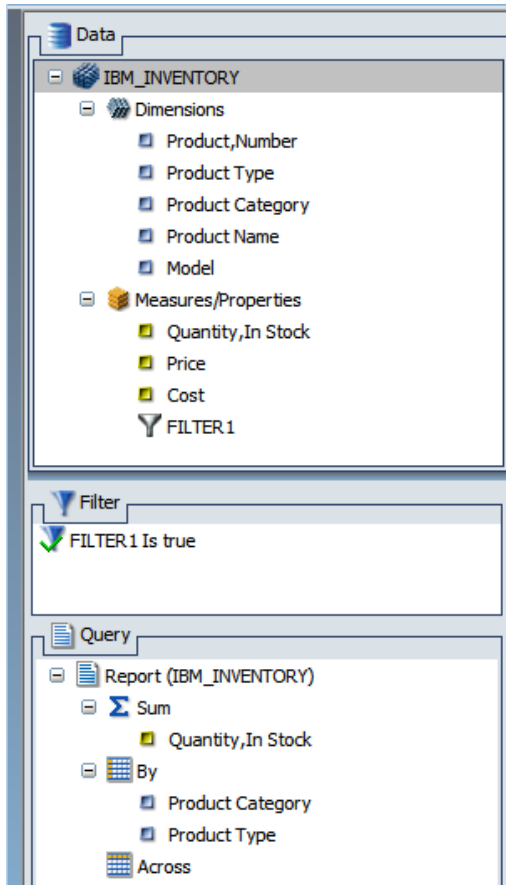 Data
IBM_INVENTORY
Dimensions
Product,Number
Product Type
Product Category
Product Name
Model
Measures/Properties
Quantity,In Stock
Price
Cost
FILTER1
Filter
FILTER1 Is true
Query
Report (IBM_INVENTORY)
Sum
Quantity,In Stock
By
Product Category
Product Type
Across